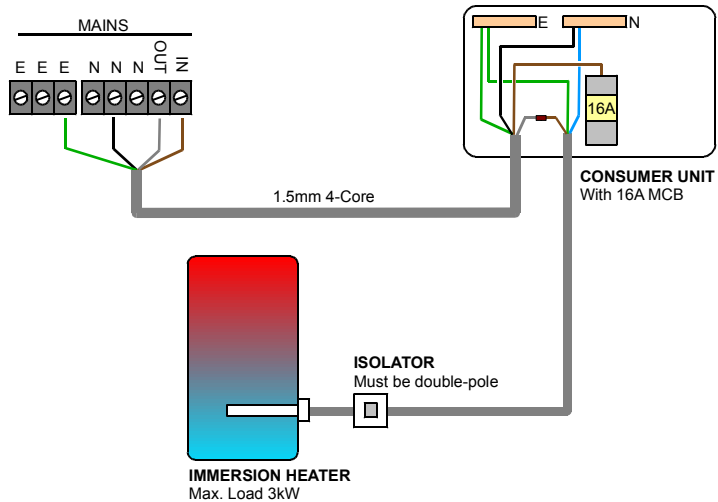 MAINS
E E E N N N OUT IN
E N
16A
CONSUMER UNIT
With 16A MCB
1.5mm 4-Core
ISOLATOR
Must be double-pole
IMMERSION HEATER
Max. Load 3kW